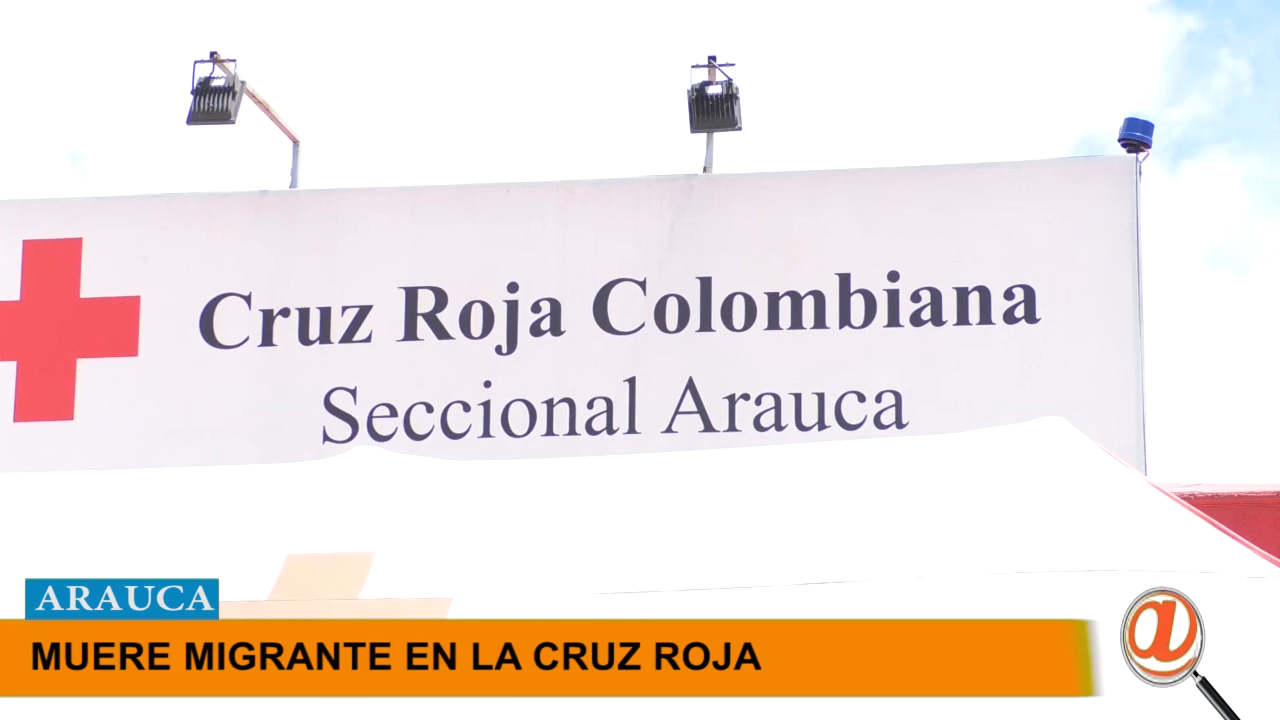 Cruz Roja Colombiana
Seccional Arauca
ARAUCA
MUERE MIGRANTE EN LA CRUZ ROJA
@